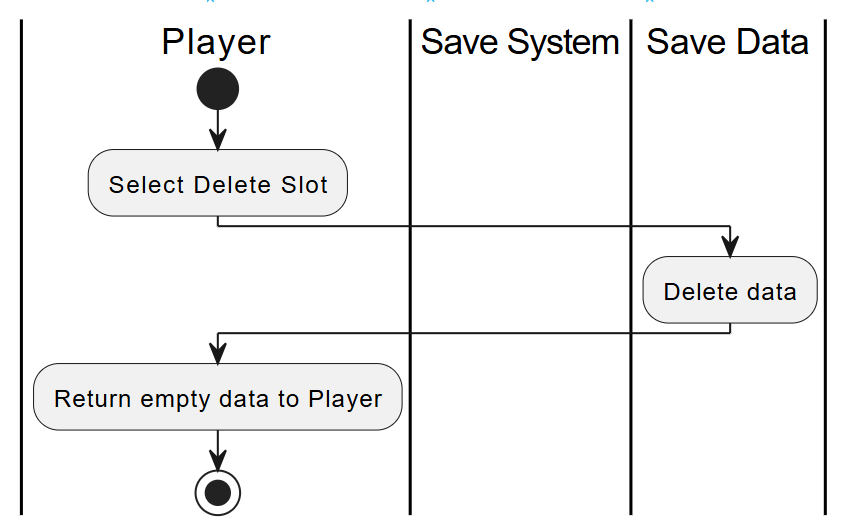 Player Save System Save Data
Select Delete Slot
Delete data
Return empty data to Player